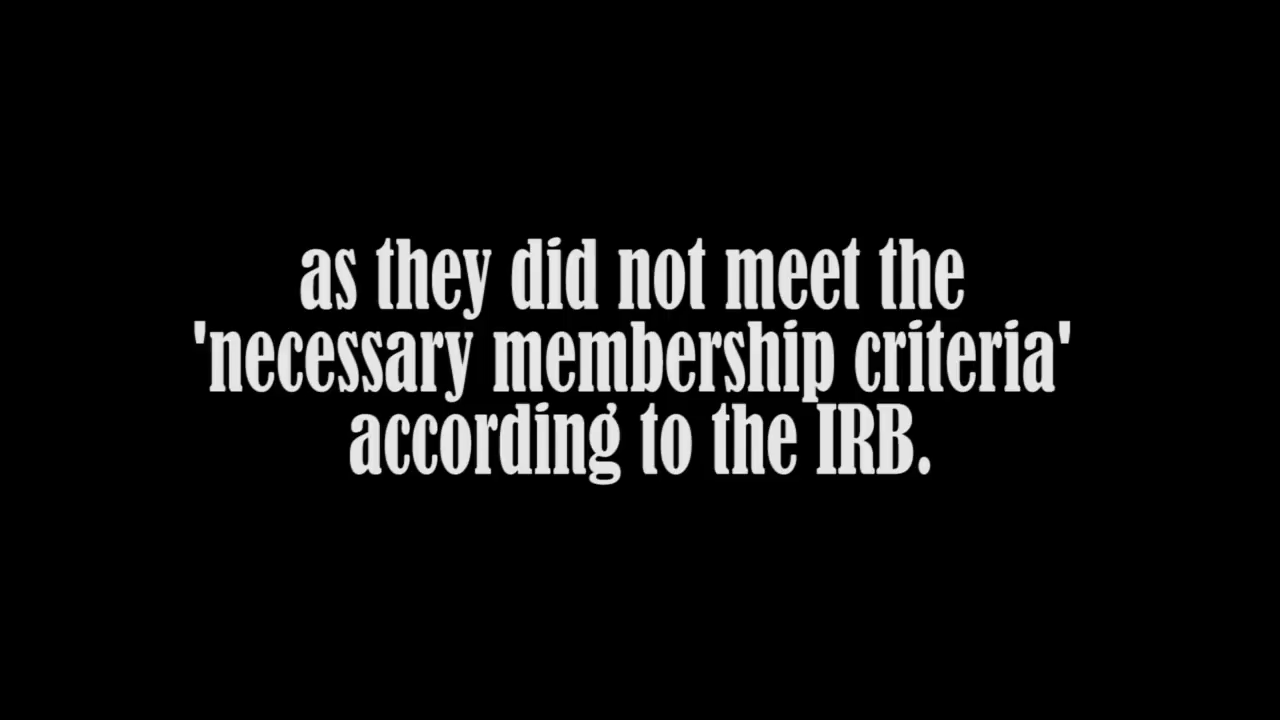 as they did not meet the
'necessary membership criteria'
according to the IRB.